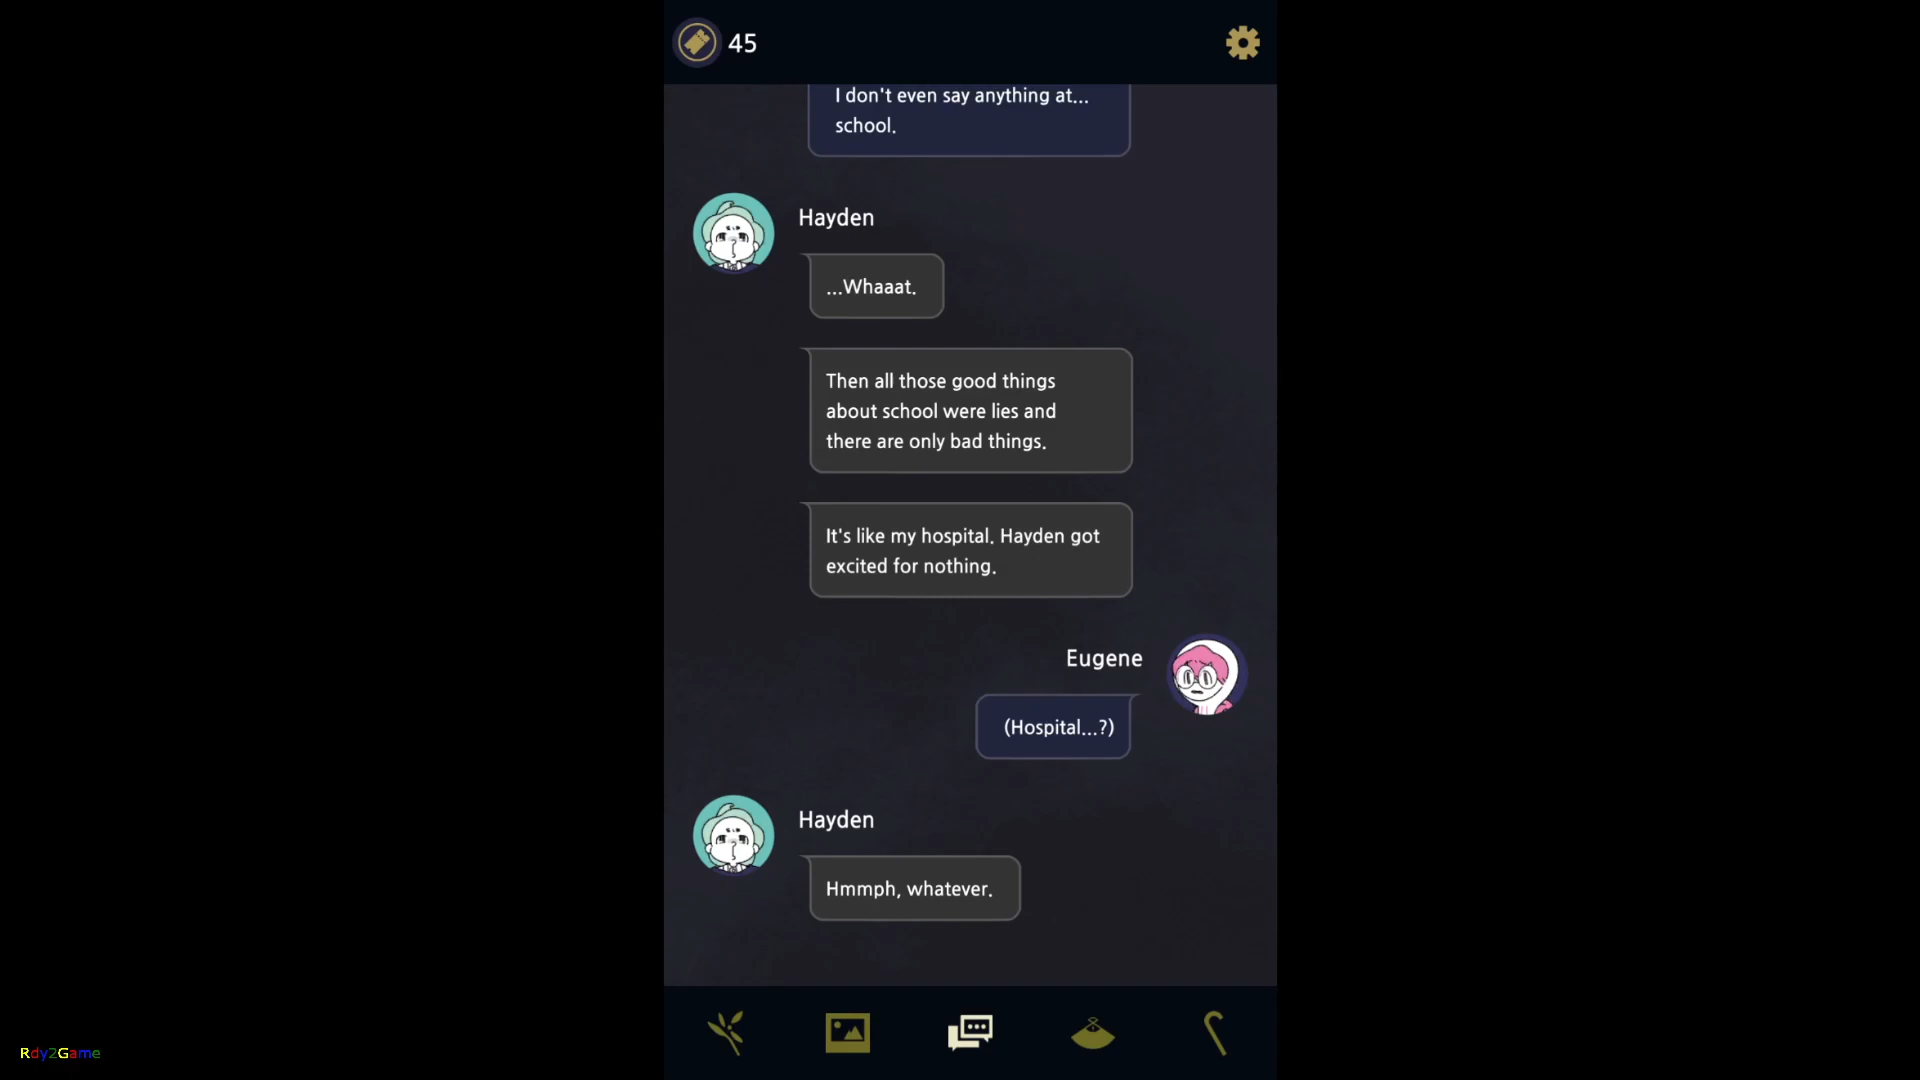 45
I don't even say anything at...
school.
Hayden
...Whaaat.
Then all those good things
about school were lies and
there are only bad things.
It's like my hospital. Hayden got
excited for nothing.
Eugene
(Hospital...?)
Hayden
Hmmph, whatever.
Rdy2Game